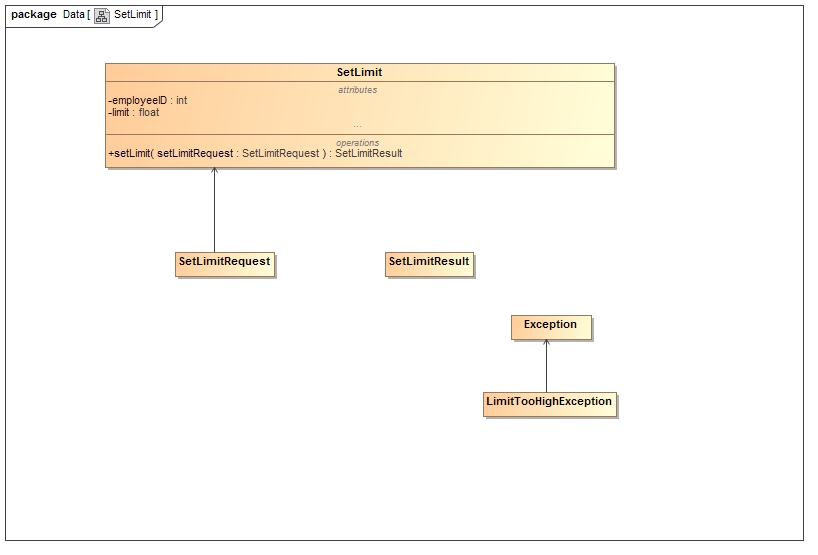 package Data [ SetLimit ]
SetLimit
attributes
-employeeID : int
-limit : float
...
operations
+setLimit( setLimitRequest : SetLimitRequest ) : SetLimitResult
SetLimitRequest
SetLimitResult
Exception
LimitTooHighException